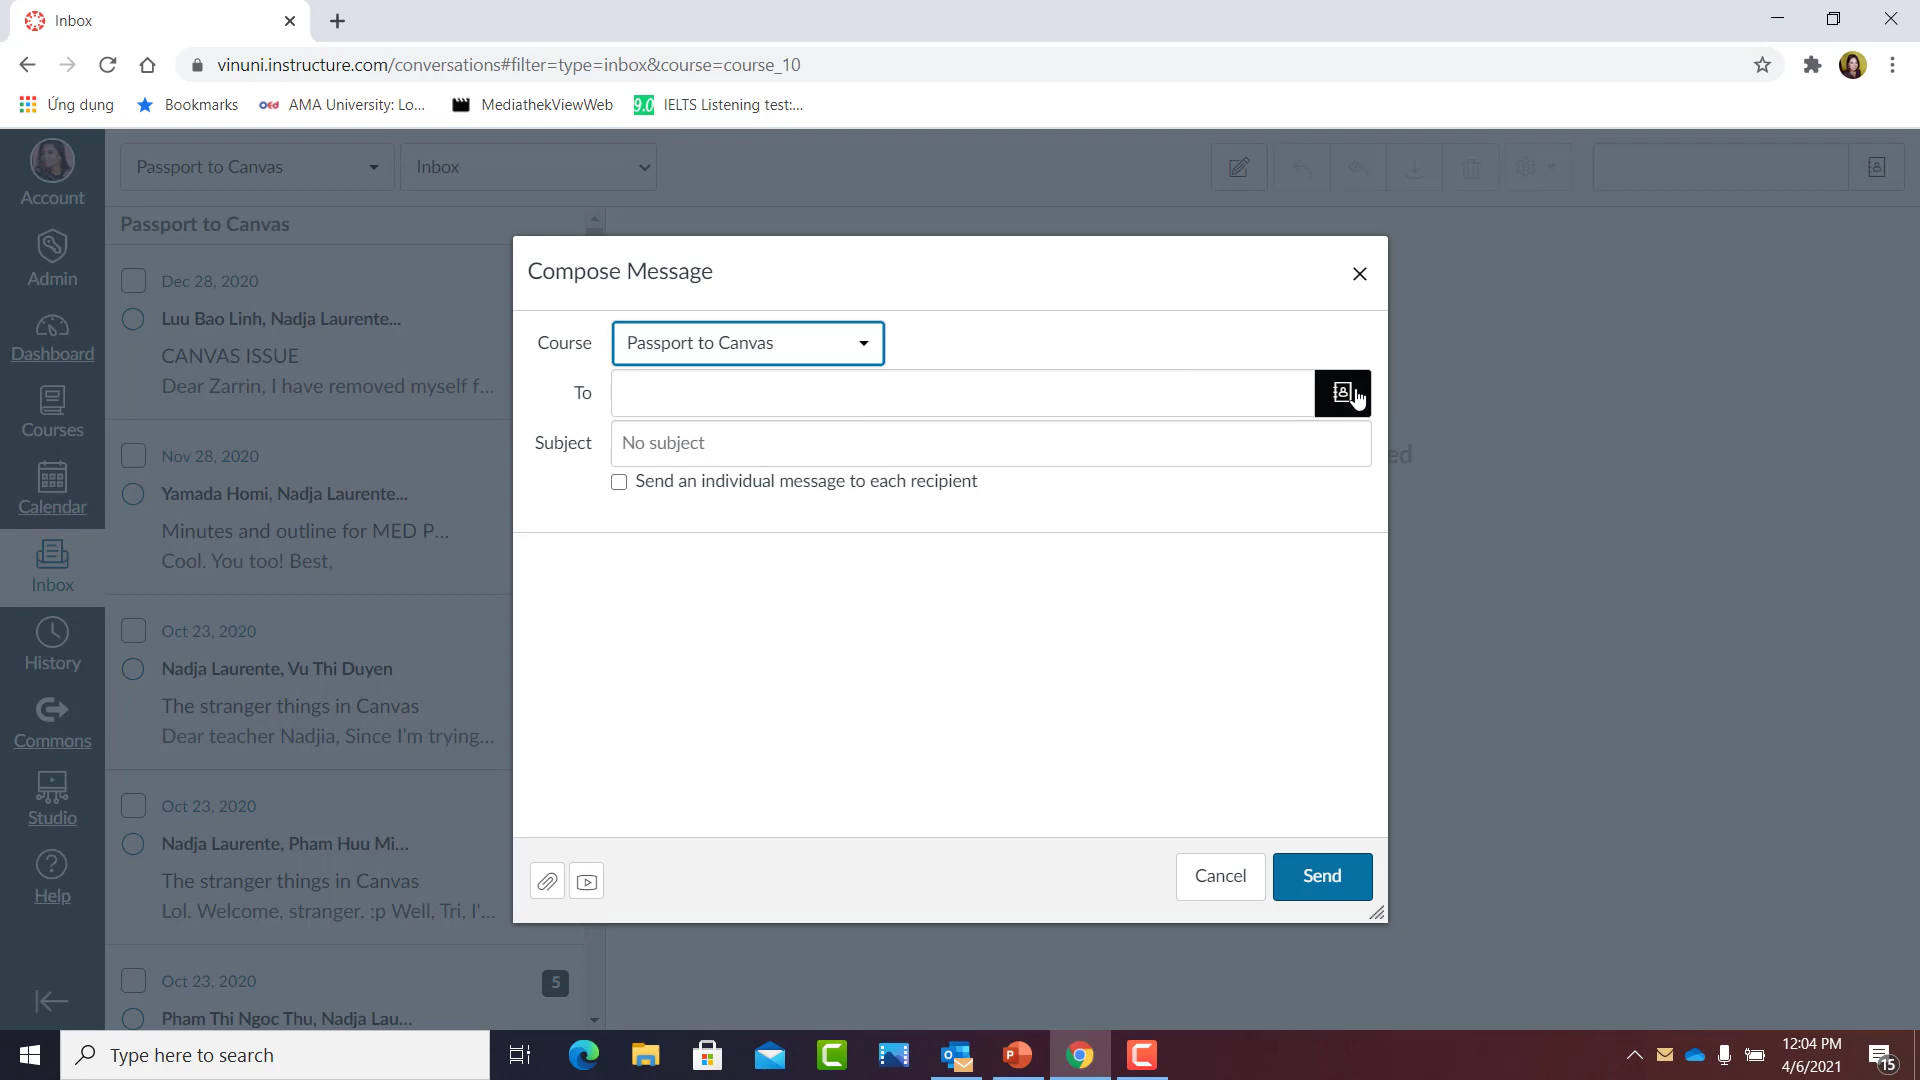 Inbox
vinuni.instructure.com/conversations#filter=type=inbox&course=course_10
Ứng dụng
Bookmarks
AMA University: Lo...
MediathekViewWeb
9.0 IELTS Listening test:...
Account
Admin
Dashboard
Courses
Calendar
Inbox
History
Commons
Studio
Help
Passport to Canvas
Inbox
Passport to Canvas
Dec 28, 2020
Luu Bao Linh, Nadja Laurente...
CANVAS ISSUE
Dear Zarrin, I have removed myself f...
Nov 28, 2020
Yamada Homi, Nadja Laurente...
Minutes and outline for MED P...
Cool. You too! Best,
Oct 23, 2020
Nadja Laurente, Vu Thi Duyen
The stranger things in Canvas
Dear teacher Nadjia, Since I'm trying...
Oct 23, 2020
Nadja Laurente, Pham Huu Mi...
The stranger things in Canvas
Lol. Welcome, stranger. :p Well, Tri, I'...
Oct 23, 2020
5
Pham Thi Ngoc Thu, Nadja Lau...
Compose Message
Course
Passport to Canvas
To
Subject
No subject
Send an individual message to each recipient
ed
Cancel
Send
Type here to search
12:04 PM
4/6/2021
15